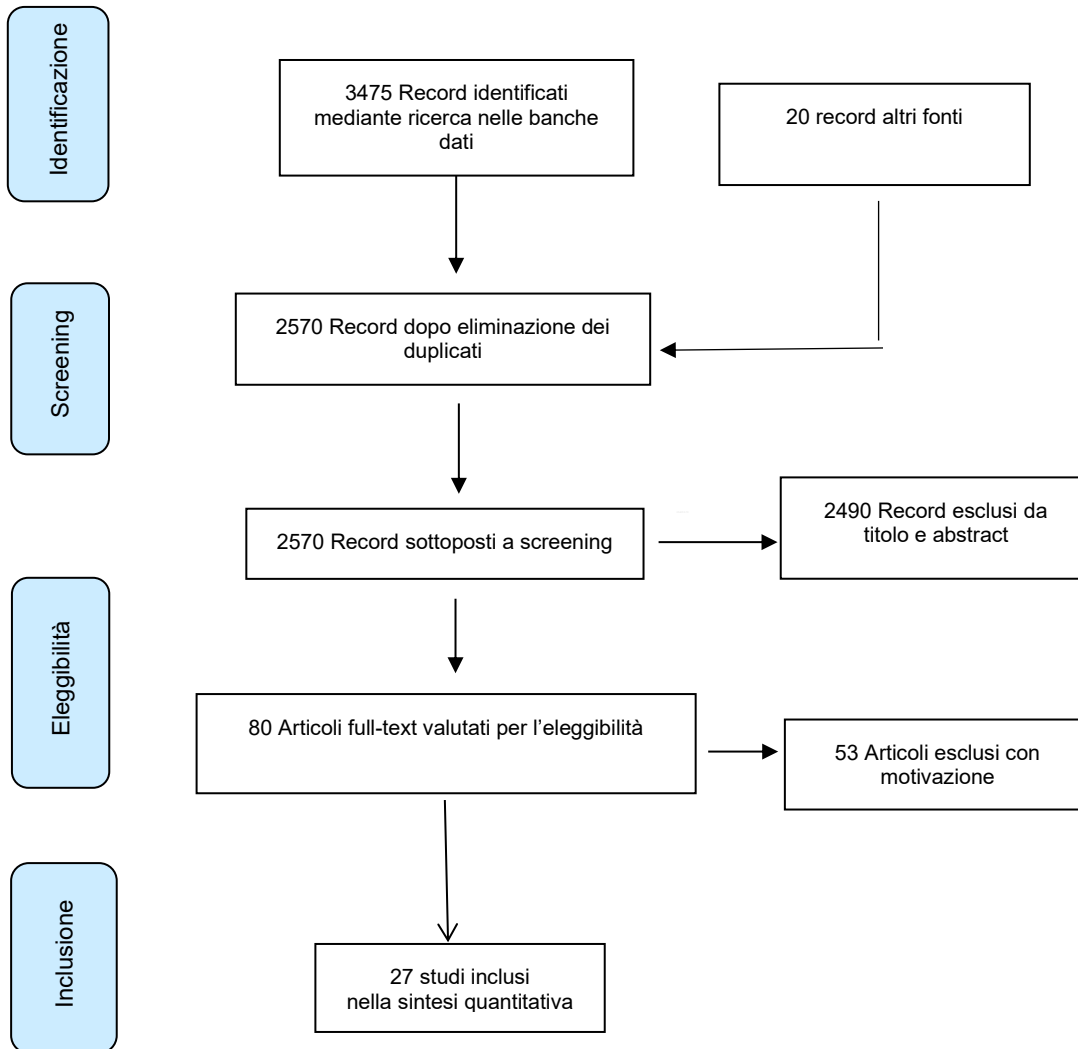 Identificazione
3475 Record identificati
mediante ricerca nelle banche
dati
20 record altri fonti
Screening
2570 Record dopo eliminazione dei
duplicati
2570 Record sottoposti a screening
2490 Record esclusi da
titolo e abstract
Eleggibilità
80 Articoli full-text valutati per l’eleggibilità
53 Articoli esclusi con
motivazione
Inclusione
27 studi inclusi
nella sintesi quantitativa